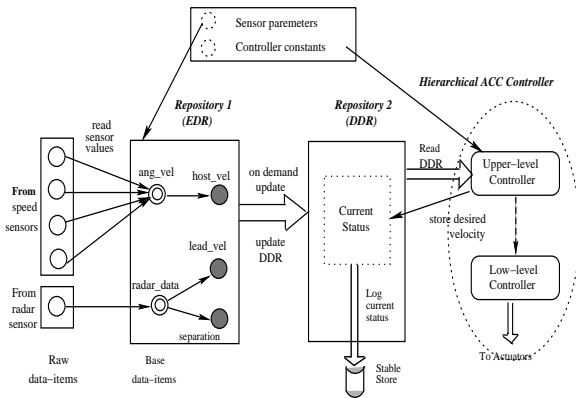 Sensor paremeters
Controller constants
Hierarchical ACC Controller
Repository 1
(EDR)
Repository 2
(DDR)
read
sensor
values
From
speed
sensors
ang_vel
host_vel
on demand
update
update
DDR
lead_vel
radar_data
separation
From
radar
sensor
Current
Status
Read
DDR
Upper-level
Controller
store desired
velocity
Low-level
Controller
Log
current
status
To Actuators
Stable
Store
Raw
data-items
Base
data-items